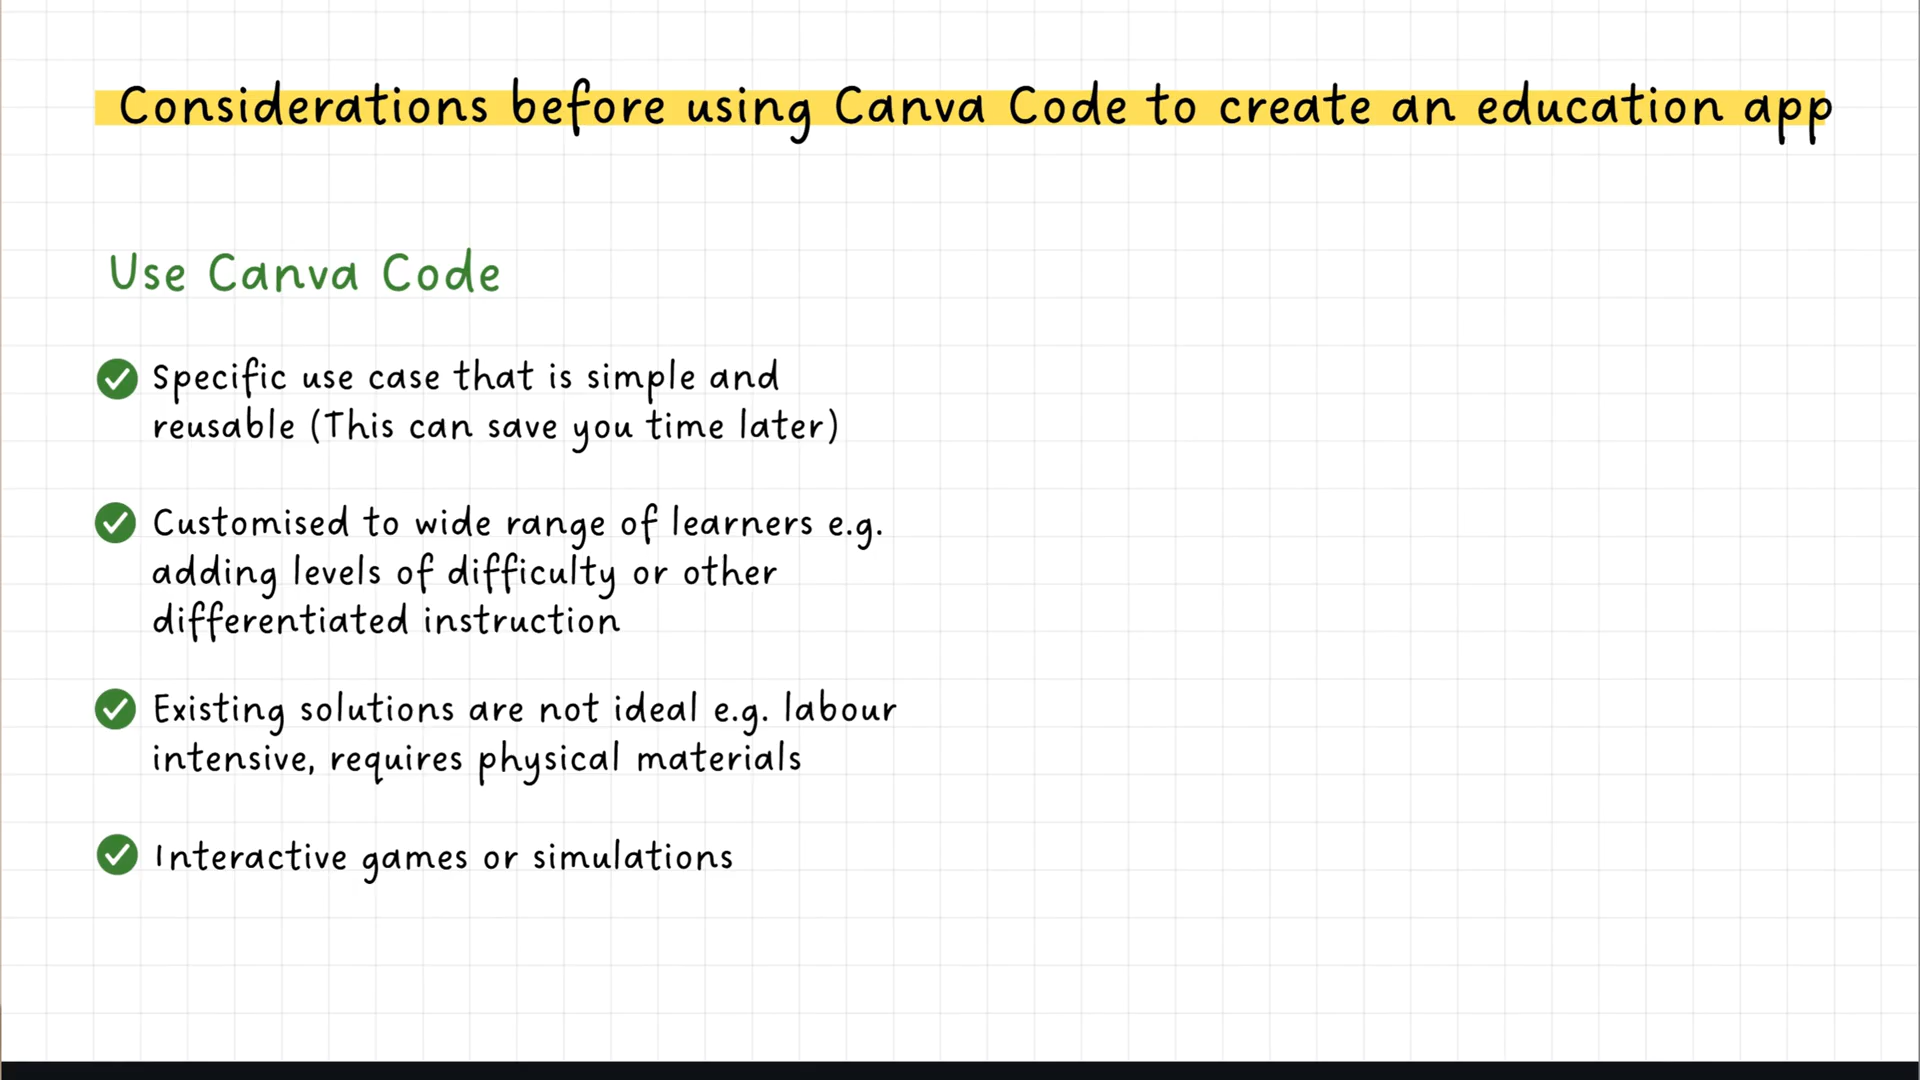 Considerations before using Canva Code to create an education app
Use Canva Code
Specific use case that is simple and
reusable (This can save you time later)
Customised to wide range of learners e.g.
adding levels of difficulty or other
differentiated instruction
Existing solutions are not ideal e.g. labour
intensive, requires physical materials
Interactive games or simulations